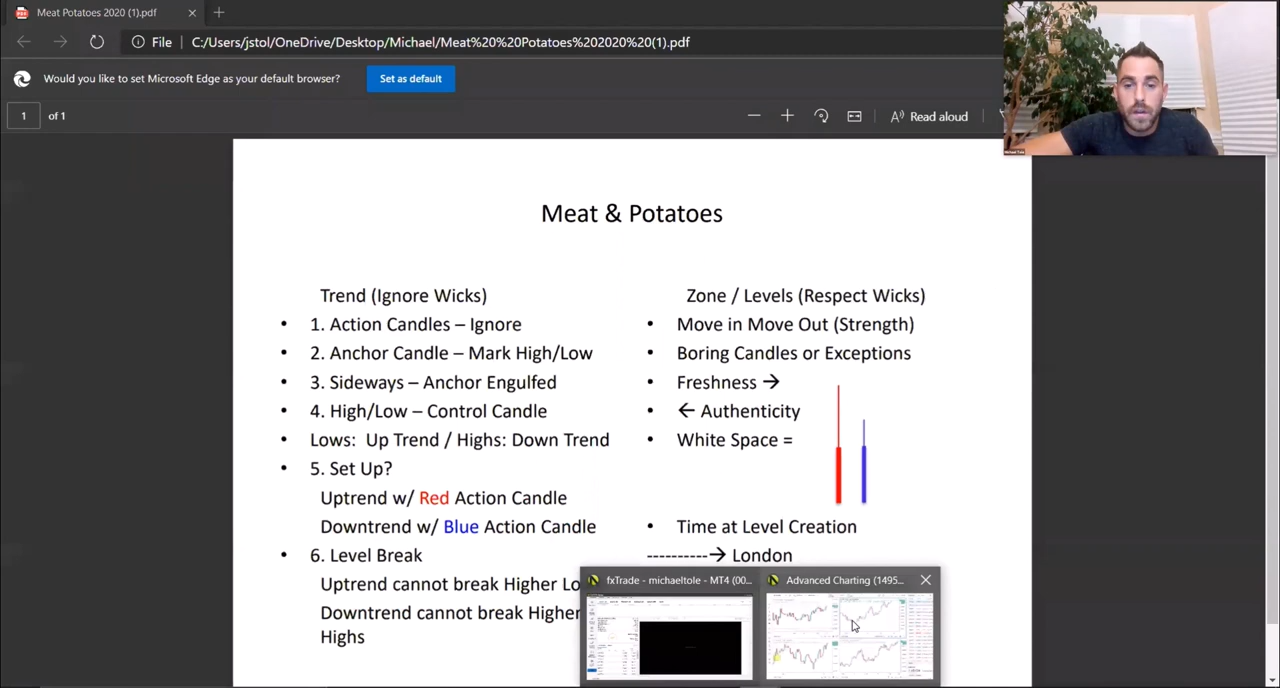 Meat Potatoes 2020 (1).pdf
File
C:/Users/jstol/OneDrive/Desktop/Michael/Meat%20%20Potatoes%202020%20(1).pdf
Would you like to set Microsoft Edge as your default browser?
Set as default
1
of 1
Read aloud
Meat & Potatoes
Trend (Ignore Wicks)
• 1. Action Candles – Ignore
• 2. Anchor Candle – Mark High/Low
• 3. Sideways – Anchor Engulfed
• 4. High/Low – Control Candle
• Lows: Up Trend / Highs: Down Trend
• 5. Set Up?
Uptrend w/ Red Action Candle
Downtrend w/ Blue Action Candle
• 6. Level Break
Uptrend cannot break Higher Lo
Downtrend cannot break Higher
Highs
Zone / Levels (Respect Wicks)
• Move in Move Out (Strength)
• Boring Candles or Exceptions
• Freshness →
• ← Authenticity
• White Space =
• Time at Level Creation
----------→ London
fxTrade - michaeltole - MT4 (00...
Advanced Charting (1495...